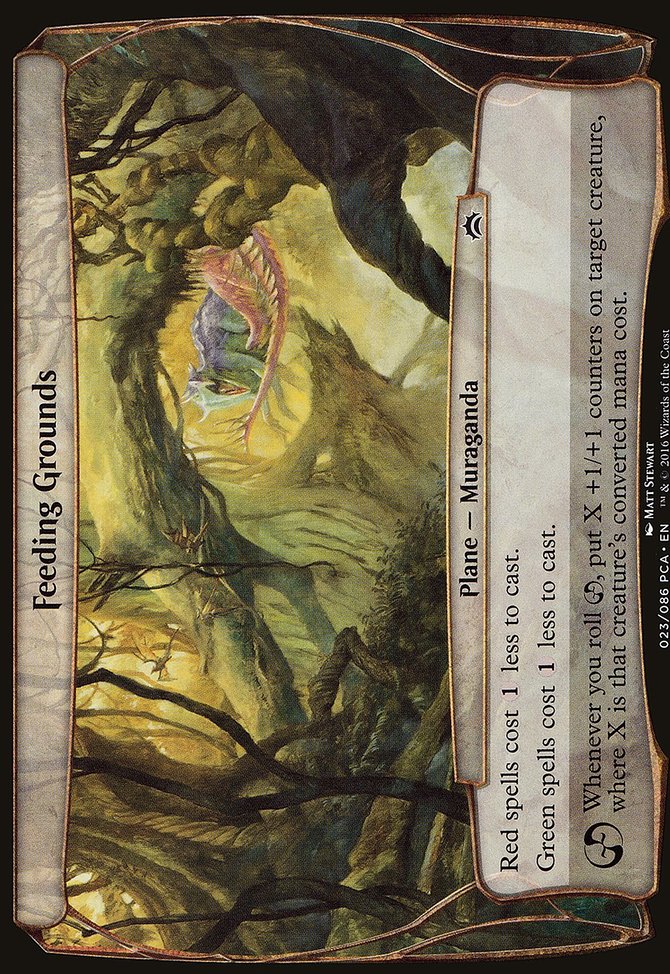 Feeding Grounds
Plane — Muraganda
Red spells cost 1 less to cast.
Green spells cost 1 less to cast.
Whenever you roll , put X +1/+1 counters on target creature,
where X is that creature's converted mana cost.
Matt Stewart
023/086 PCA • EN ™ & © 2016 Wizards of the Coast